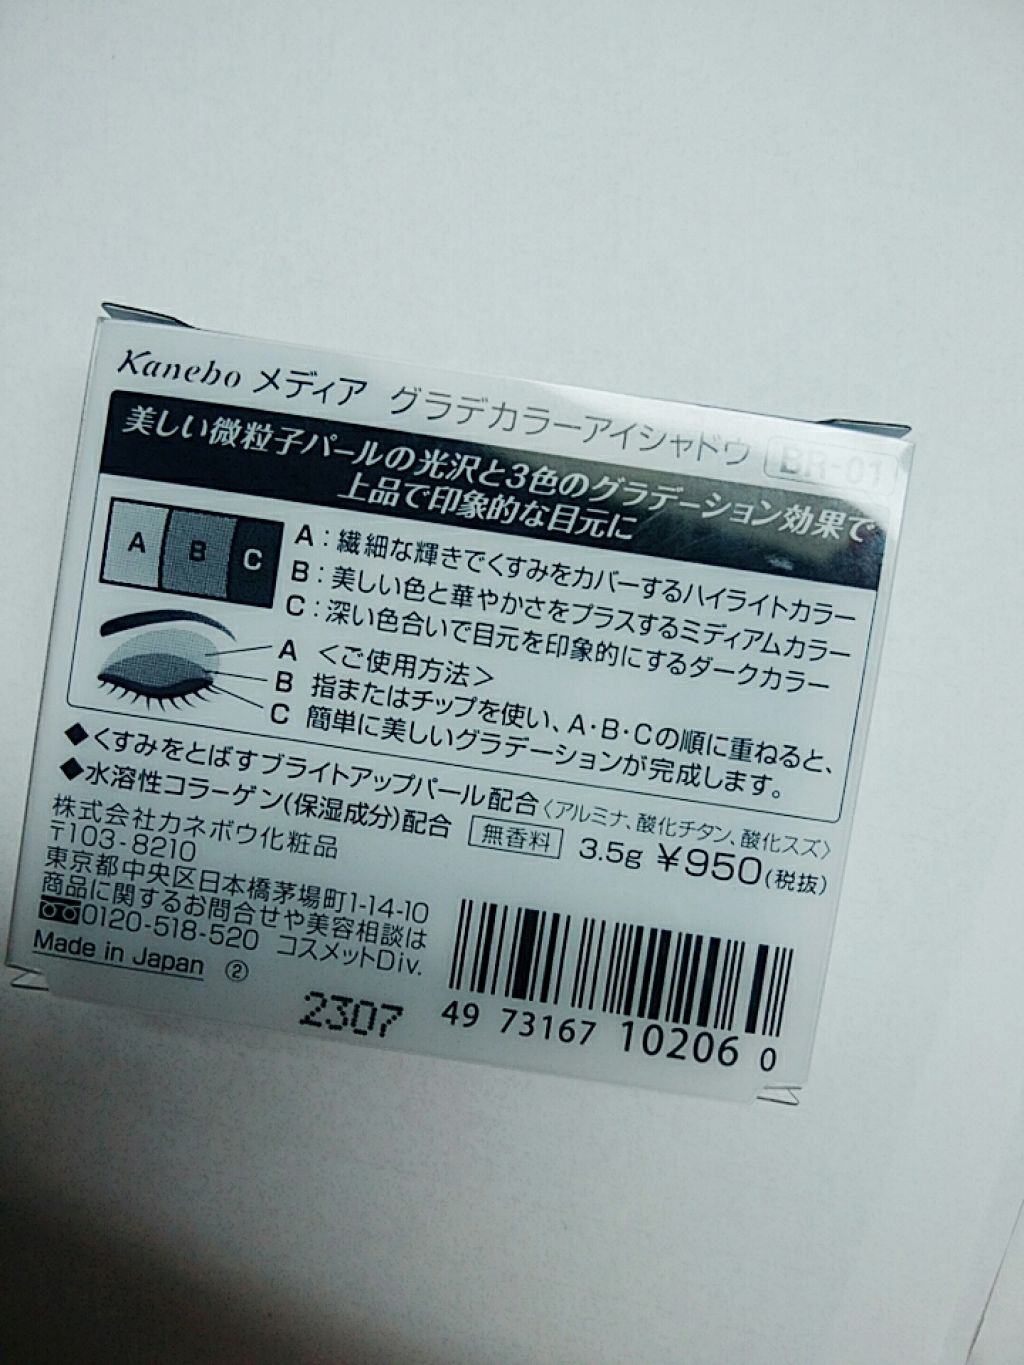 Kanebo メディア グラデカラーアイシャドウ BR-01
美しい微粒子パールの光沢と3色のグラデーション効果で
上品で印象的な目元に
A B C
A：繊細な輝きでくすみをカバーするハイライトカラー
B：美しい色と華やかさをプラスするミディアムカラー
C：深い色合いで目元を印象的にするダークカラー
A
B
C
＜ご使用方法＞
指またはチップを使い、A・B・Cの順に重ねると、
簡単に美しいグラデーションが完成します。
◆くすみをとばすブライトアップパール配合〈アルミナ、酸化チタン、酸化スズ〉
◆水溶性コラーゲン(保湿成分)配合 無香料 3.5g ￥950(税抜)
株式会社カネボウ化粧品
〒103-8210
東京都中央区日本橋茅場町1-14-10
商品に関するお問合せや美容相談は
0120-518-520 コスメットDiv.
Made in Japan ②
2307
49 73167 10206 0